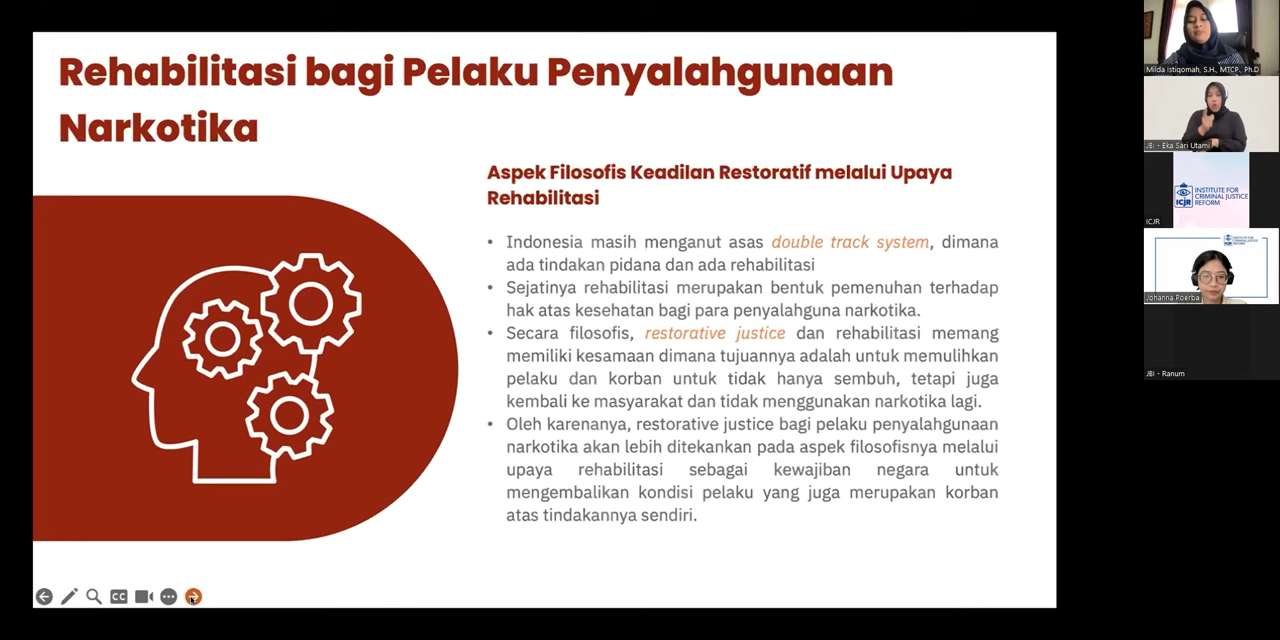 Rehabilitasi bagi Pelaku Penyalahgunaan
Narkotika
Aspek Filosofis Keadilan Restoratif melalui Upaya
Rehabilitasi
• Indonesia masih menganut asas double track system, dimana
ada tindakan pidana dan ada rehabilitasi
• Sejatinya rehabilitasi merupakan bentuk pemenuhan terhadap
hak atas kesehatan bagi para penyalahguna narkotika.
• Secara filosofis, restorative justice dan rehabilitasi memang
memiliki kesamaan dimana tujuannya adalah untuk memulihkan
pelaku dan korban untuk tidak hanya sembuh, tetapi juga
kembali ke masyarakat dan tidak menggunakan narkotika lagi.
• Oleh karenanya, restorative justice bagi pelaku penyalahgunaan
narkotika akan lebih ditekankan pada aspek filosofisnya melalui
upaya rehabilitasi sebagai kewajiban negara untuk
mengembalikan kondisi pelaku yang juga merupakan korban
atas tindakannya sendiri.
CC
Milda Istiqomah, S.H., MTCP., Ph.D
JBI - Eka Sari Utami
ICJR
INSTITUTE FOR
CRIMINAL JUSTICE
REFORM
ICJR
Johanna Poerba
JBI - Ranum